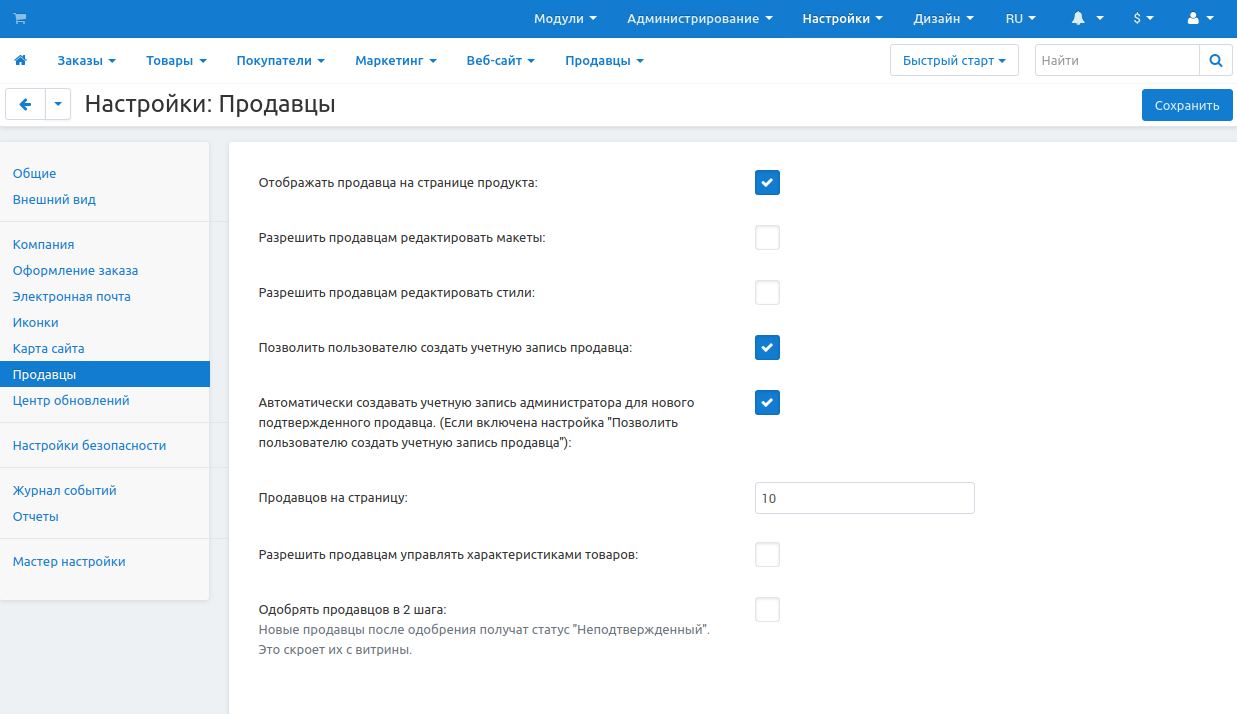 Модули Администрирование Настройки Дизайн RU $
Заказы Товары Покупатели Маркетинг Веб-сайт Продавцы Быстрый старт Найти
Настройки: Продавцы Сохранить
Общие
Внешний вид
Компания
Оформление заказа
Электронная почта
Иконки
Карта сайта
Продавцы
Центр обновлений
Настройки безопасности
Журнал событий
Отчеты
Мастер настройки
Отображать продавца на странице продукта:
Разрешить продавцам редактировать макеты:
Разрешить продавцам редактировать стили:
Позволить пользователю создать учетную запись продавца:
Автоматически создавать учетную запись администратора для нового
подтвержденного продавца. (Если включена настройка "Позволить
пользователю создать учетную запись продавца"):
Продавцов на страницу: 10
Разрешить продавцам управлять характеристиками товаров:
Одобрять продавцов в 2 шага:
Новые продавцы после одобрения получат статус "Неподтвержденный".
Это скроет их с витрины.